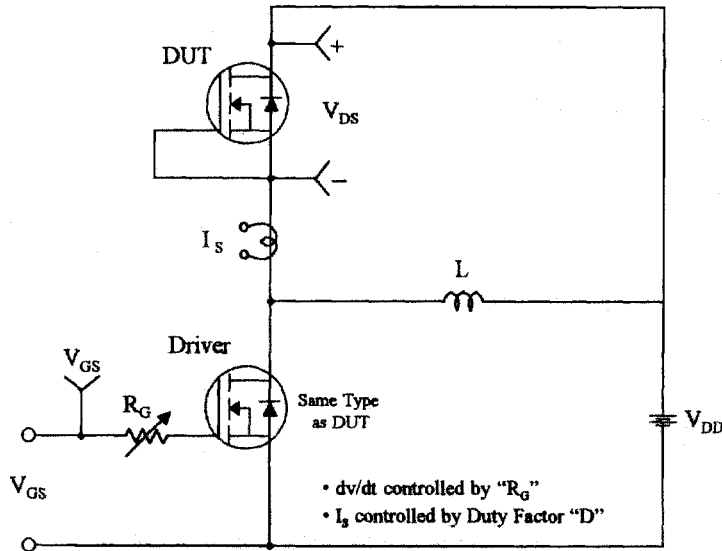 DUT
+
V_DS
−
I_S
L
Driver
V_GS
R_G
Same Type
as DUT
V_DD
V_GS
• dv/dt controlled by “R_G”
• I_S controlled by Duty Factor “D”